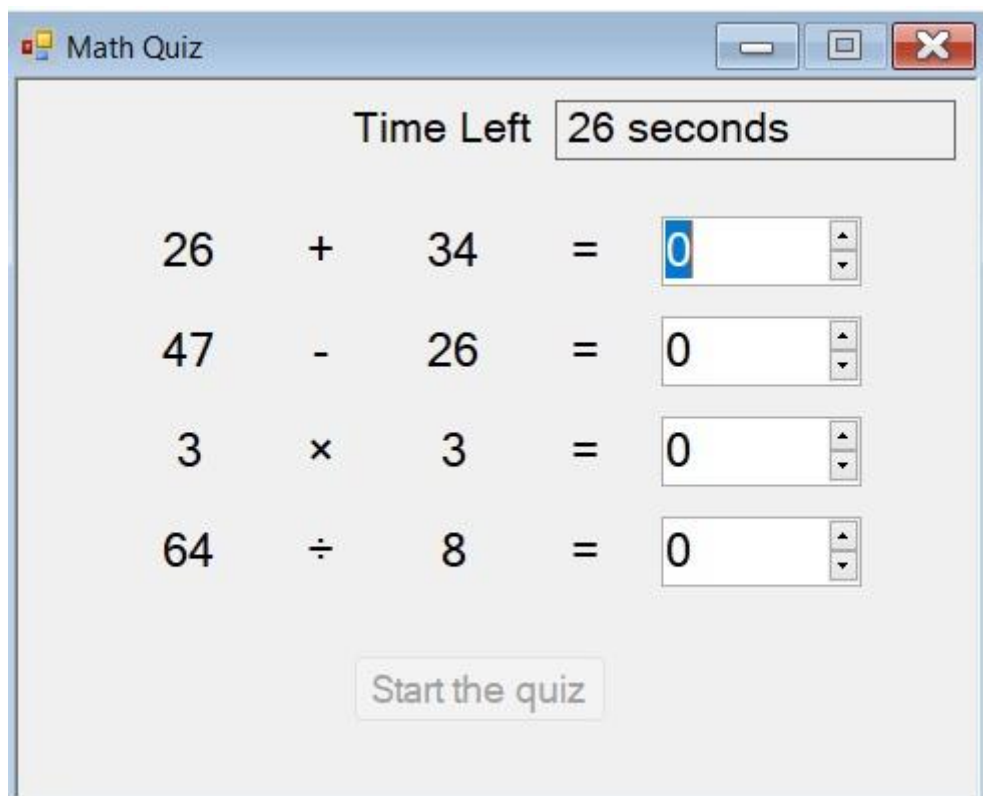 Math Quiz
Time Left 26 seconds
26 + 34 = 0
47 - 26 = 0
3 × 3 = 0
64 ÷ 8 = 0
Start the quiz